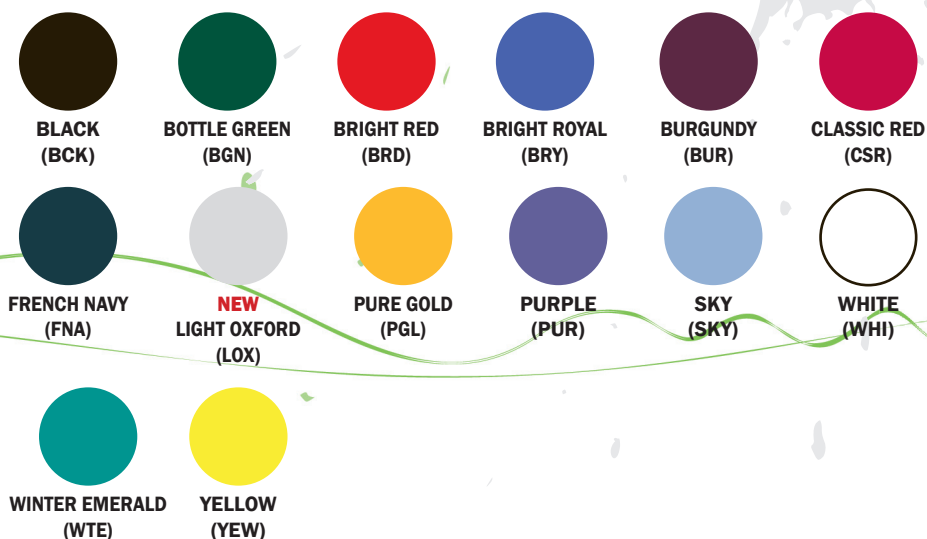 BLACK
(BCK)
BOTTLE GREEN
(BGN)
BRIGHT RED
(BRD)
BRIGHT ROYAL
(BRY)
BURGUNDY
(BUR)
CLASSIC RED
(CSR)
FRENCH NAVY
(FNA)
NEW
LIGHT OXFORD
(LOX)
PURE GOLD
(PGL)
PURPLE
(PUR)
SKY
(SKY)
WHITE
(WHI)
WINTER EMERALD
(WTE)
YELLOW
(YEW)